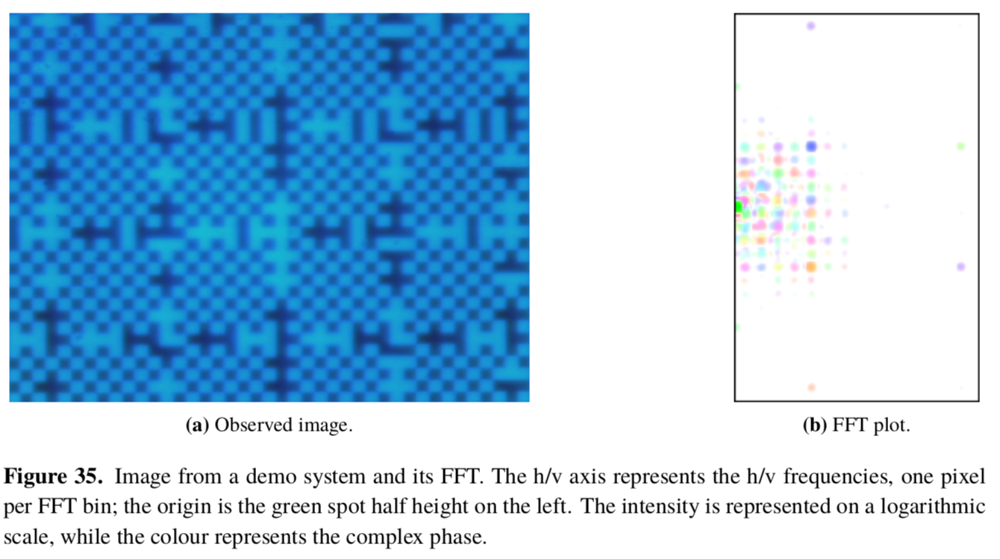 (a) Observed image.
(b) FFT plot.
Figure 35. Image from a demo system and its FFT. The h/v axis represents the h/v frequencies, one pixel
per FFT bin; the origin is the green spot half height on the left. The intensity is represented on a logarithmic
scale, while the colour represents the complex phase.